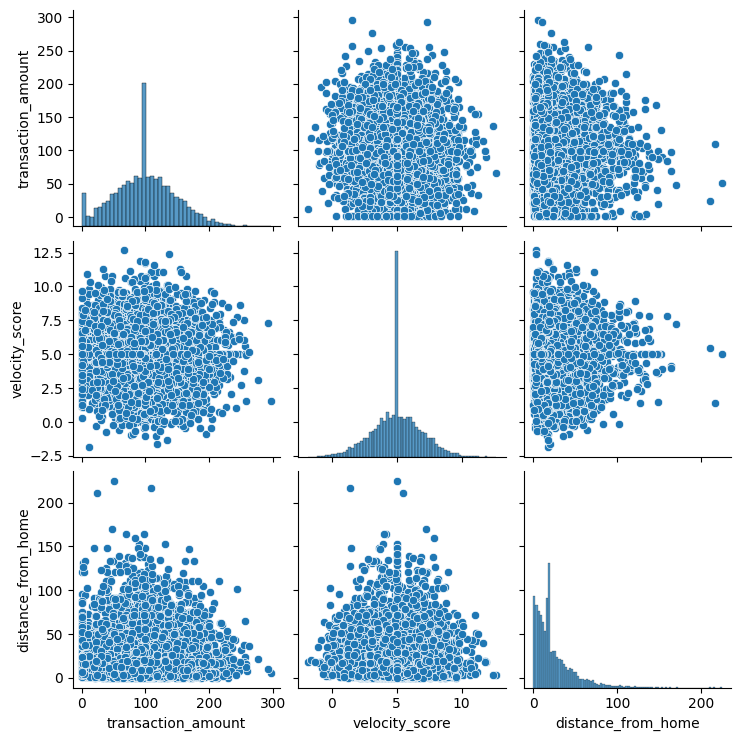 transaction_amount
300
250
200
150
100
50
0
velocity_score
12.5
10.0
7.5
5.0
2.5
0.0
−2.5
distance_from_home
200
150
100
50
0
0 100 200 300
0 5 10
0 100 200
transaction_amount velocity_score distance_from_home